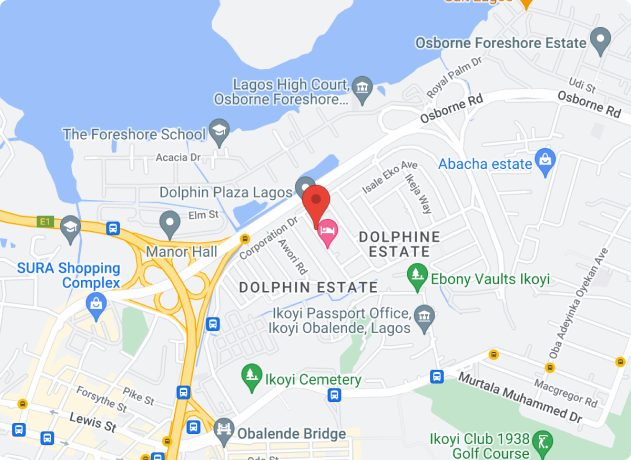 Osborne Foreshore Estate
Udi St
Royal Palm Dr
Lagos High Court,
Osborne Foreshore...
Osborne Rd
Osborne Rd
The Foreshore School
Acacia Dr
Abacha estate
Isale Eko Ave
Ikeja Way
Dolphin Plaza Lagos
Elm St
E1
Corporation Dr
Manor Hall
Awori Rd
DOLPHINE
ESTATE
SURA Shopping
Complex
DOLPHIN ESTATE
Ebony Vaults Ikoyi
Oba Adeyinka Oyekan Ave
Ikoyi Passport Office,
Ikoyi Obalende, Lagos
Ikoyi Cemetery
Pike St
Forsythe St
Lewis St
Macgregor Rd
Murtala Muhammed Dr
Obalende Bridge
Ikoyi Club 1938
Golf Course